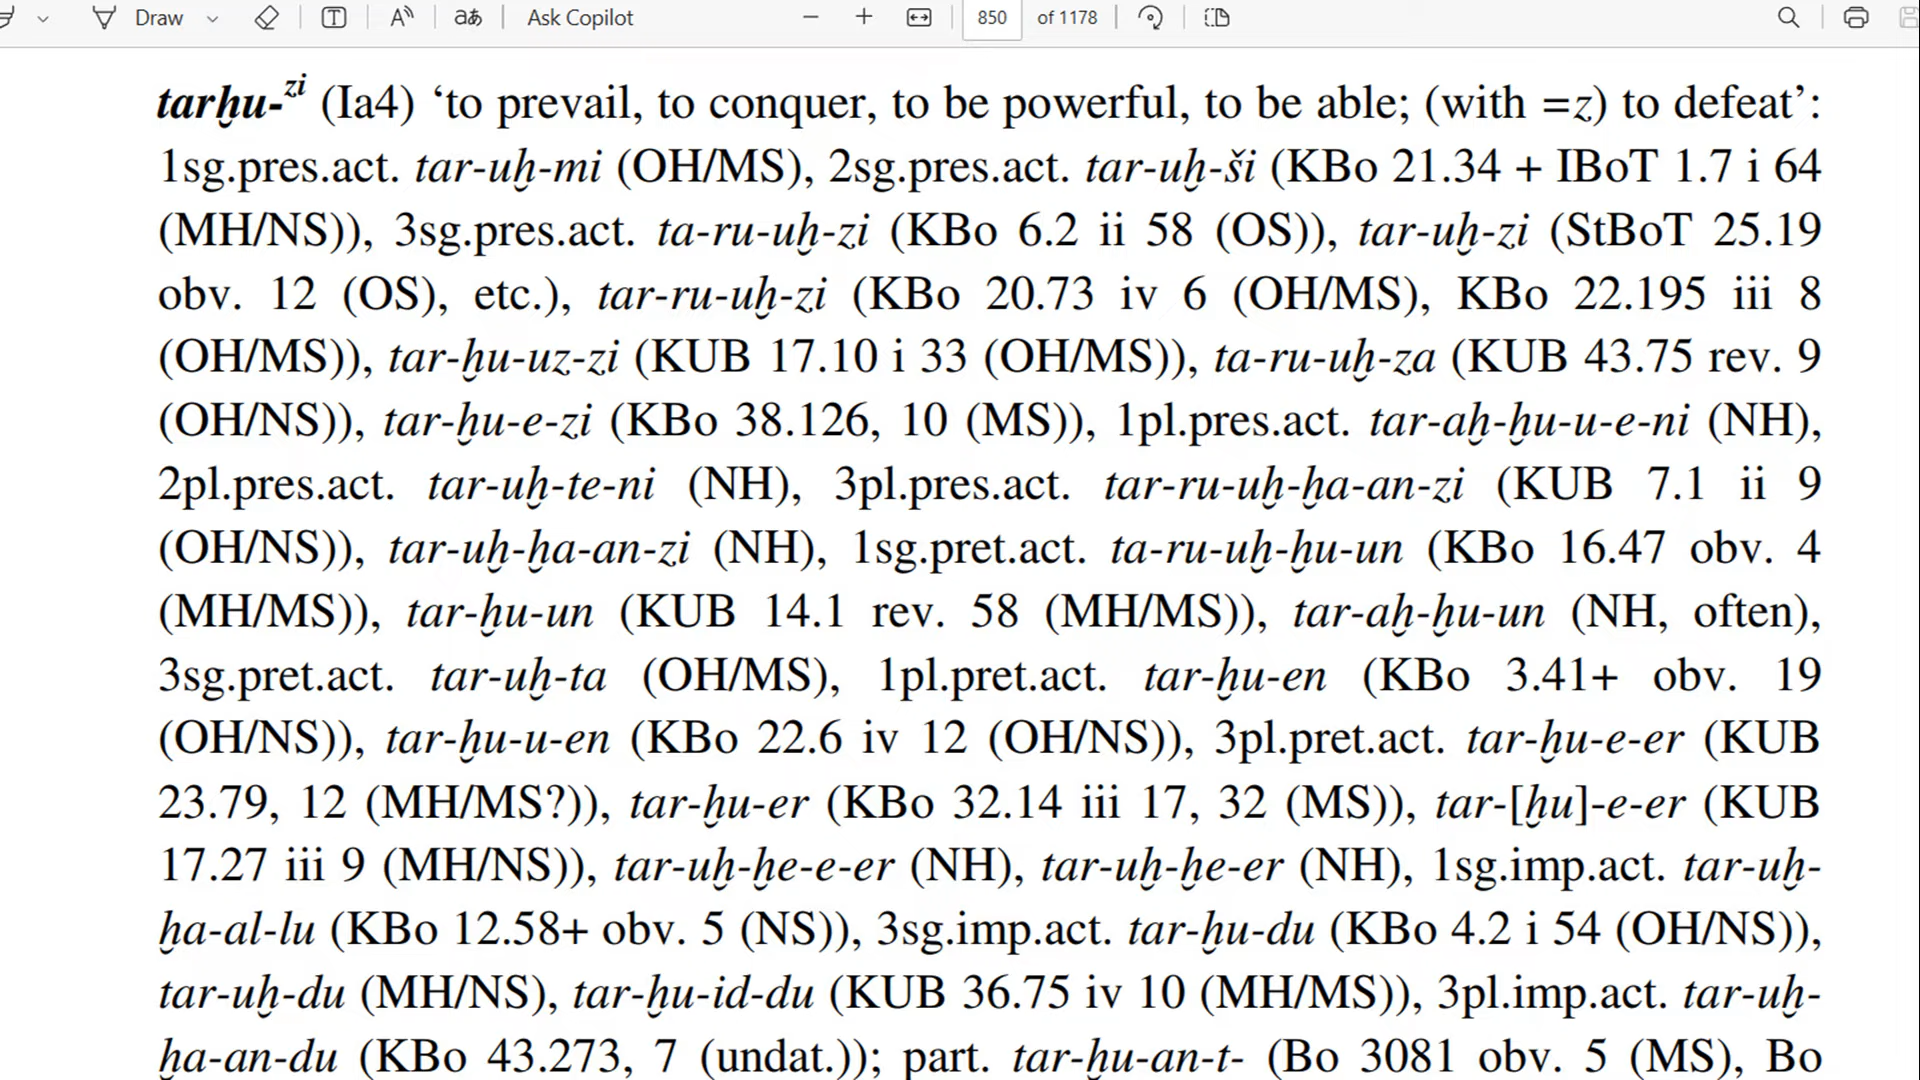 Draw aあ Ask Copilot 850 of 1178
tarḫu-zi (Ia4) ‘to prevail, to conquer, to be powerful, to be able; (with =z) to defeat’:
1sg.pres.act. tar-uḫ-mi (OH/MS), 2sg.pres.act. tar-uḫ-ši (KBo 21.34 + IBoT 1.7 i 64
(MH/NS)), 3sg.pres.act. ta-ru-uḫ-zi (KBo 6.2 ii 58 (OS)), tar-uḫ-zi (StBoT 25.19
obv. 12 (OS), etc.), tar-ru-uḫ-zi (KBo 20.73 iv 6 (OH/MS), KBo 22.195 iii 8
(OH/MS)), tar-ḫu-uz-zi (KUB 17.10 i 33 (OH/MS)), ta-ru-uḫ-za (KUB 43.75 rev. 9
(OH/NS)), tar-ḫu-e-zi (KBo 38.126, 10 (MS)), 1pl.pres.act. tar-aḫ-ḫu-u-e-ni (NH),
2pl.pres.act. tar-uḫ-te-ni (NH), 3pl.pres.act. tar-ru-uḫ-ḫa-an-zi (KUB 7.1 ii 9
(OH/NS)), tar-uḫ-ḫa-an-zi (NH), 1sg.pret.act. ta-ru-uḫ-ḫu-un (KBo 16.47 obv. 4
(MH/MS)), tar-ḫu-un (KUB 14.1 rev. 58 (MH/MS)), tar-aḫ-ḫu-un (NH, often),
3sg.pret.act. tar-uḫ-ta (OH/MS), 1pl.pret.act. tar-ḫu-en (KBo 3.41+ obv. 19
(OH/NS)), tar-ḫu-u-en (KBo 22.6 iv 12 (OH/NS)), 3pl.pret.act. tar-ḫu-e-er (KUB
23.79, 12 (MH/MS?)), tar-ḫu-er (KBo 32.14 iii 17, 32 (MS)), tar-[ḫu]-e-er (KUB
17.27 iii 9 (MH/NS)), tar-uḫ-ḫe-e-er (NH), tar-uḫ-ḫe-er (NH), 1sg.imp.act. tar-uḫ-
ḫa-al-lu (KBo 12.58+ obv. 5 (NS)), 3sg.imp.act. tar-ḫu-du (KBo 4.2 i 54 (OH/NS)),
tar-uḫ-du (MH/NS), tar-ḫu-id-du (KUB 36.75 iv 10 (MH/MS)), 3pl.imp.act. tar-uḫ-
ḫa-an-du (KBo 43.273, 7 (undat.)); part. tar-ḫu-an-t- (Bo 3081 obv. 5 (MS), Bo